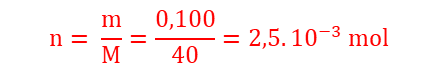 n = m/M = 0,100/40 = 2,5. 10⁻³ mol